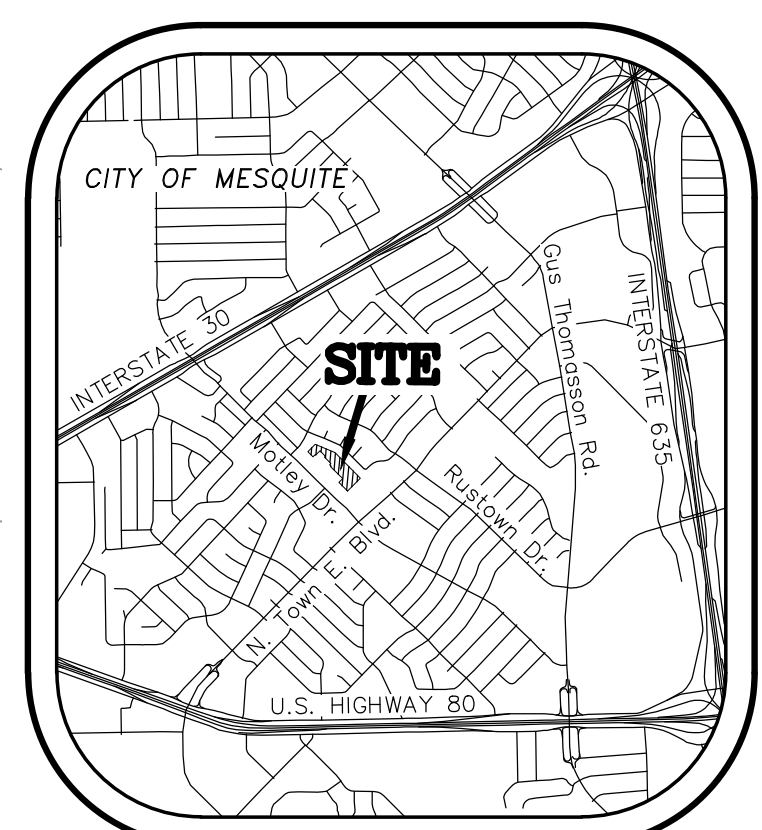 CITY OF MESQUITE
INTERSTATE 30
Gus Thomasson Rd.
INTERSTATE 635
SITE
Motley Dr.
Rustown Dr.
N. Town E. Blvd.
U.S. HIGHWAY 80